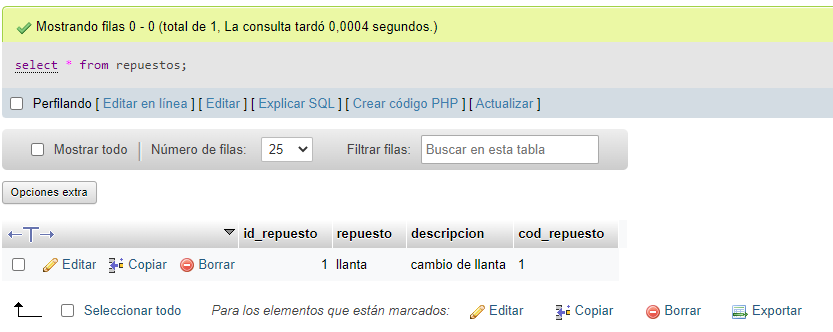 Mostrando filas 0 - 0 (total de 1, La consulta tardó 0,0004 segundos.)
select * from repuestos;
Perfilando [ Editar en línea ] [ Editar ] [ Explicar SQL ] [ Crear código PHP ] [ Actualizar ]
Mostrar todo Número de filas: 25 Filtrar filas: Buscar en esta tabla
Opciones extra
←T→ id_repuesto repuesto descripcion cod_repuesto
Editar Copiar Borrar 1 llanta cambio de llanta 1
Seleccionar todo Para los elementos que están marcados: Editar Copiar Borrar Exportar